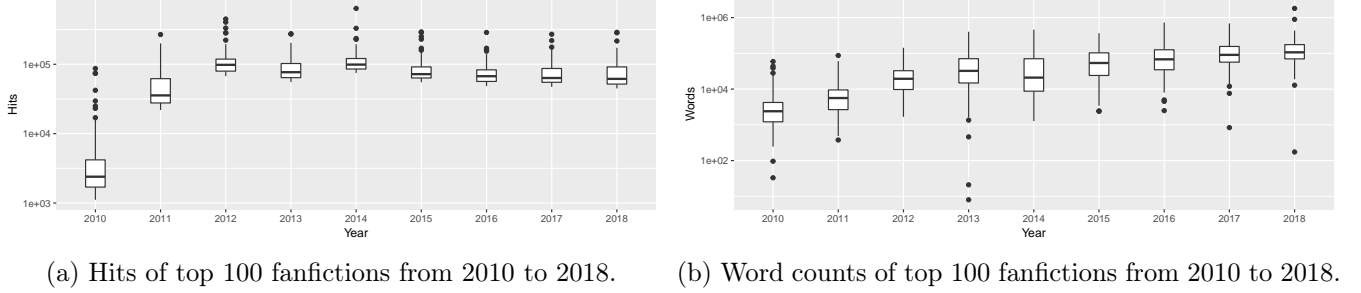 1e+05
1e+04
1e+03
Hits
2010 2011 2012 2013 2014 2015 2016 2017 2018
Year
(a) Hits of top 100 fanfictions from 2010 to 2018.
1e+06
1e+04
1e+02
Words
2010 2011 2012 2013 2014 2015 2016 2017 2018
Year
(b) Word counts of top 100 fanfictions from 2010 to 2018.